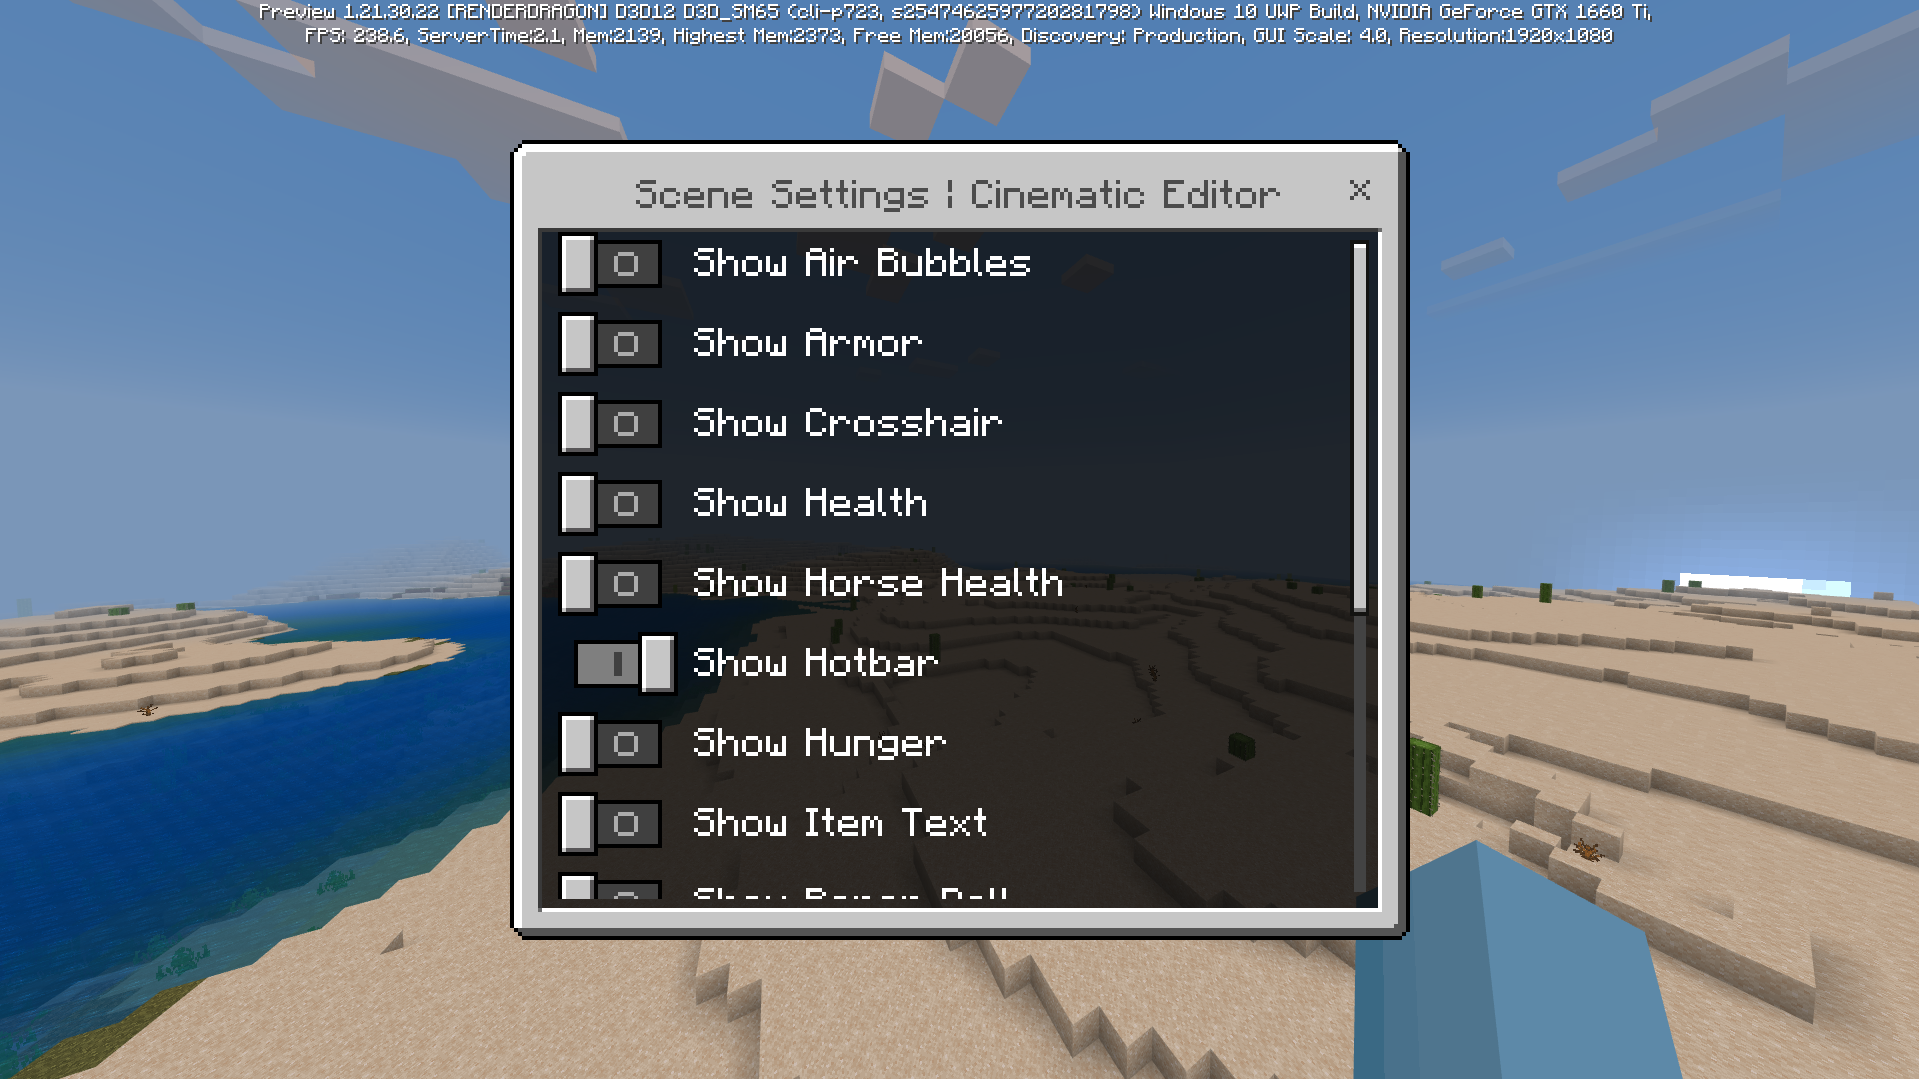 Preview 1.21.30.22 [RENDERDRAGON] D3D12 D3D_SM65 (cli-p723, s2547462597720281798) Windows 10 UWP Build, NVIDIA GeForce GTX 1660 Ti,
FPS: 238.6, ServerTime:2.1, Mem:2139, Highest Mem:2373, Free Mem:20056, Discovery: Production, GUI Scale: 4.0, Resolution:1920x1080
Scene Settings | Cinematic Editor
Show Air Bubbles
Show Armor
Show Crosshair
Show Health
Show Horse Health
Show Hotbar
Show Hunger
Show Item Text
Show Paper Doll